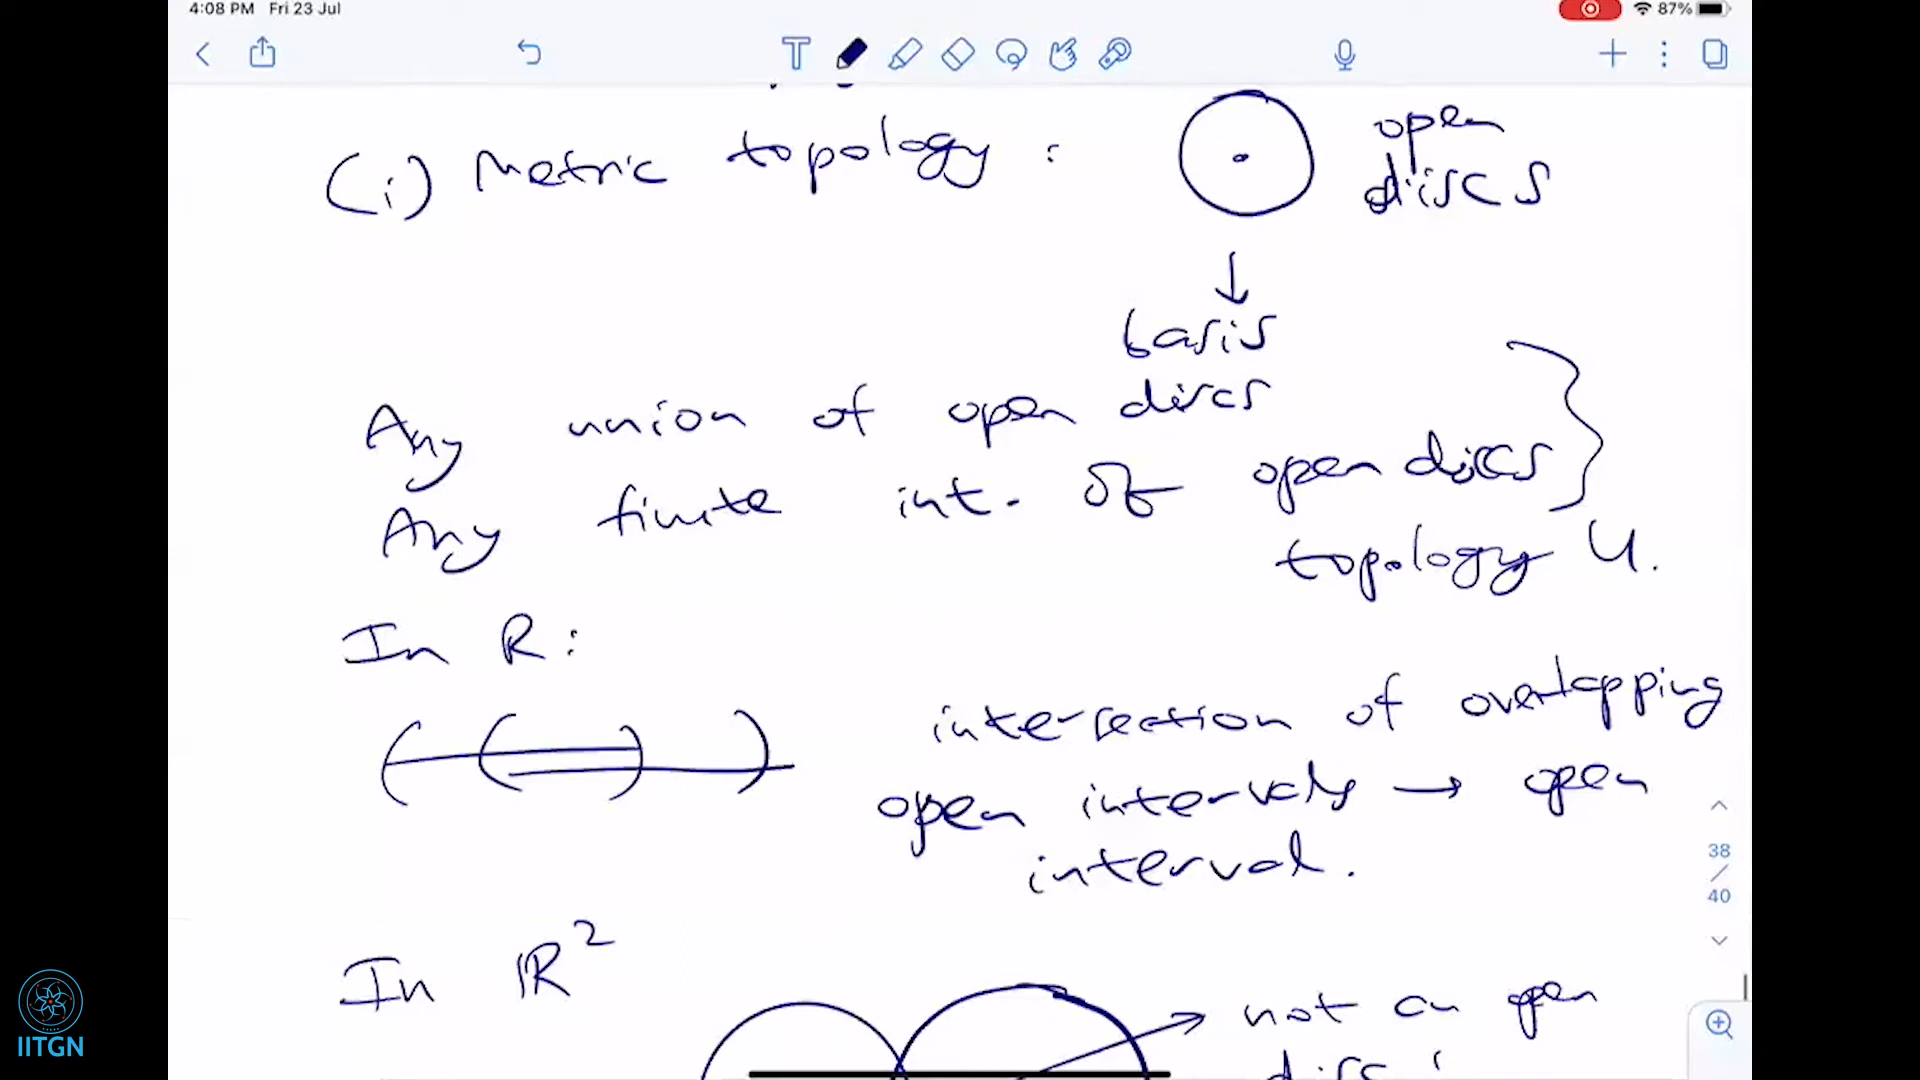 4:08 PM Fri 23 Jul
87%
(i) Metric topology :
open
discs
↓
basis
Any union of open discs
Any finite int. of open discs
topology U.
In R:
intersection of overlapping
open intervals → open
interval.
38
/
40
In ℝ²
not an open
disc
IITGN